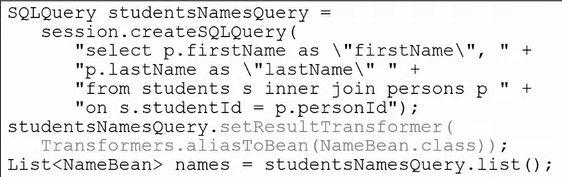 SQLQuery studentsNamesQuery =
session.createSQLQuery(
"select p.firstName as \"firstName\", " +
"p.lastName as \"lastName\" " +
"from students s inner join persons p " +
"on s.studentId = p.personId");
studentsNamesQuery.setResultTransformer(
Transformers.aliasToBean(NameBean.class));
List<NameBean> names = studentsNamesQuery.list();